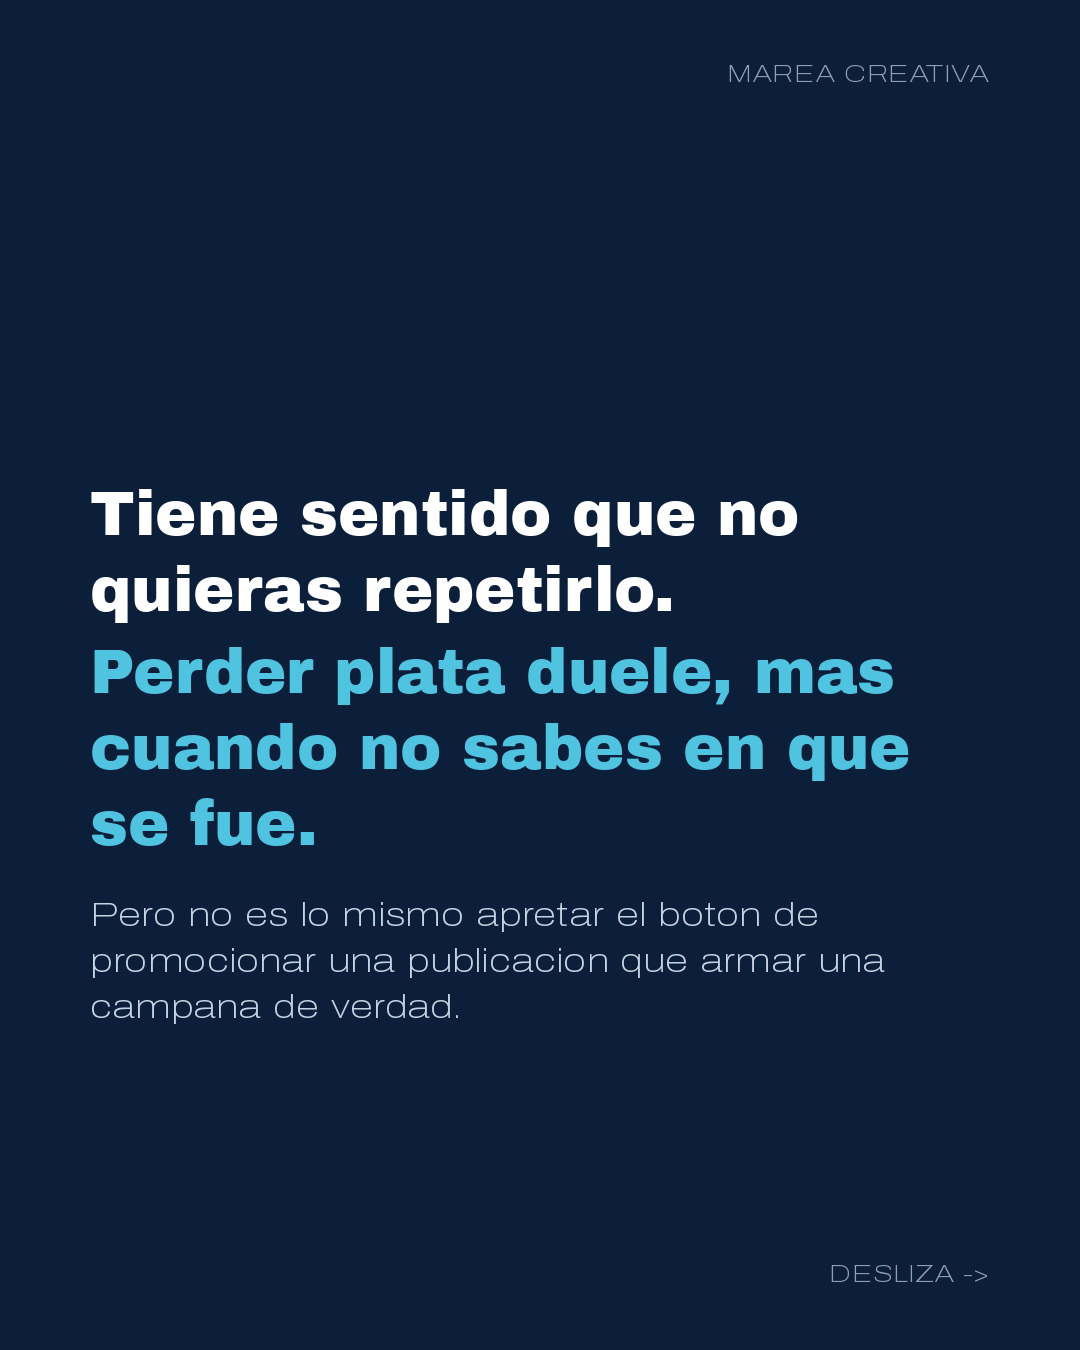 MAREA CREATIVA
Tiene sentido que no
quieras repetirlo.
Perder plata duele, mas
cuando no sabes en que
se fue.
Pero no es lo mismo apretar el boton de
promocionar una publicacion que armar una
campana de verdad.
DESLIZA ->